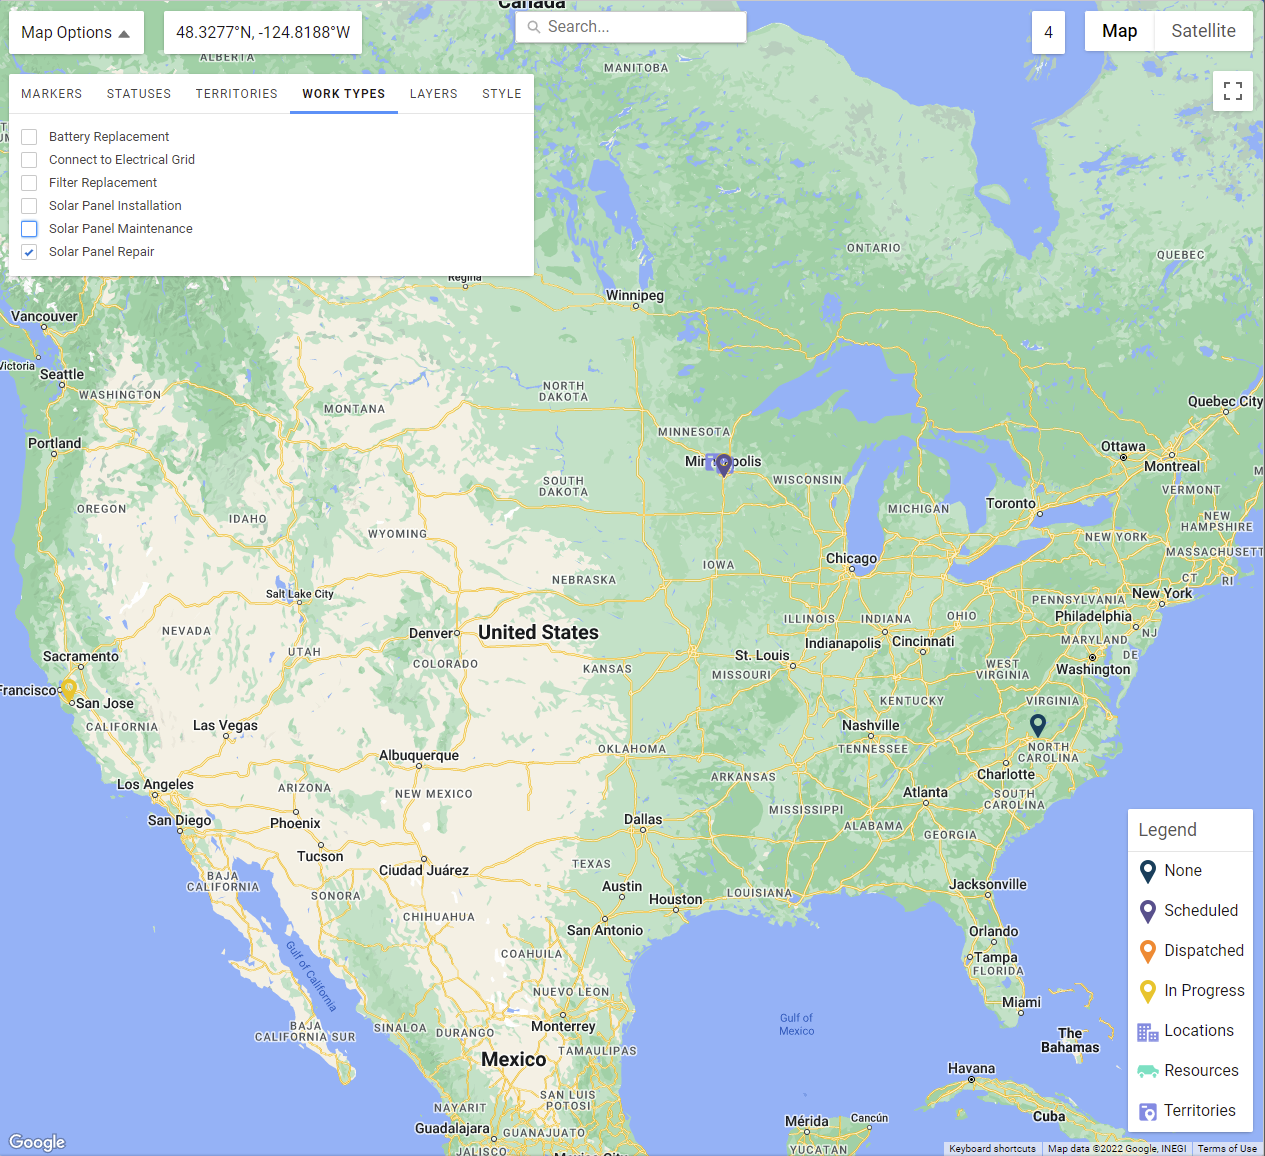 Canada
Map Options
48.3277°N, -124.8188°W
Search...
4
Map
Satellite
ALBERTA
MANITOBA
MARKERS
STATUSES
TERRITORIES
WORK TYPES
LAYERS
STYLE
Battery Replacement
Connect to Electrical Grid
Filter Replacement
Solar Panel Installation
Solar Panel Maintenance
Solar Panel Repair
ONTARIO
QUEBEC
Regina
Winnipeg
Vancouver
Victoria
Seattle
WASHINGTON
MONTANA
NORTH
DAKOTA
Quebec City
Portland
MINNESOTA
Ottawa
Montreal
SOUTH
DAKOTA
WISCONSIN
VERMONT
OREGON
IDAHO
MICHIGAN
Toronto
NEW
HAMPSHIRE
WYOMING
NEW YORK
MASSACHUSETT
Chicago
IOWA
NEBRASKA
CT
RI
Salt Lake City
PENNSYLVANIA
New York
ILLINOIS
INDIANA
OHIO
Philadelphia
NEVADA
Denver
United States
Indianapolis
Cincinnati
NJ
MARYLAND
UTAH
Sacramento
COLORADO
KANSAS
St. Louis
MISSOURI
WEST
VIRGINIA
DE
Washington
Francisco
San Jose
KENTUCKY
VIRGINIA
CALIFORNIA
Las Vegas
Nashville
Albuquerque
OKLAHOMA
TENNESSEE
NORTH
CAROLINA
Los Angeles
ARIZONA
NEW MEXICO
ARKANSAS
Charlotte
Atlanta
SOUTH
CAROLINA
San Diego
Phoenix
Dallas
MISSISSIPPI
ALABAMA
GEORGIA
Legend
Tucson
Ciudad Juárez
TEXAS
None
BAJA
CALIFORNIA
SONORA
Austin
Houston
LOUISIANA
Jacksonville
CHIHUAHUA
San Antonio
Scheduled
Orlando
Gulf of California
COAHUILA
Tampa
Dispatched
FLORIDA
NUEVO LEON
In Progress
Miami
BAJA
CALIFORNIA SUR
SINALOA
DURANGO
Monterrey
Gulf of
Mexico
The
Bahamas
Locations
Mexico
TAMAULIPAS
Havana
Resources
SAN LUIS
POTOSI
NAYARIT
Guadalajara
GUANAJUATO
Mérida
Cancún
Cuba
Territories
Google
JALISCO
Mexico City
YUCATAN
Keyboard shortcuts
Map data ©2022 Google, INEGI
Terms of Use